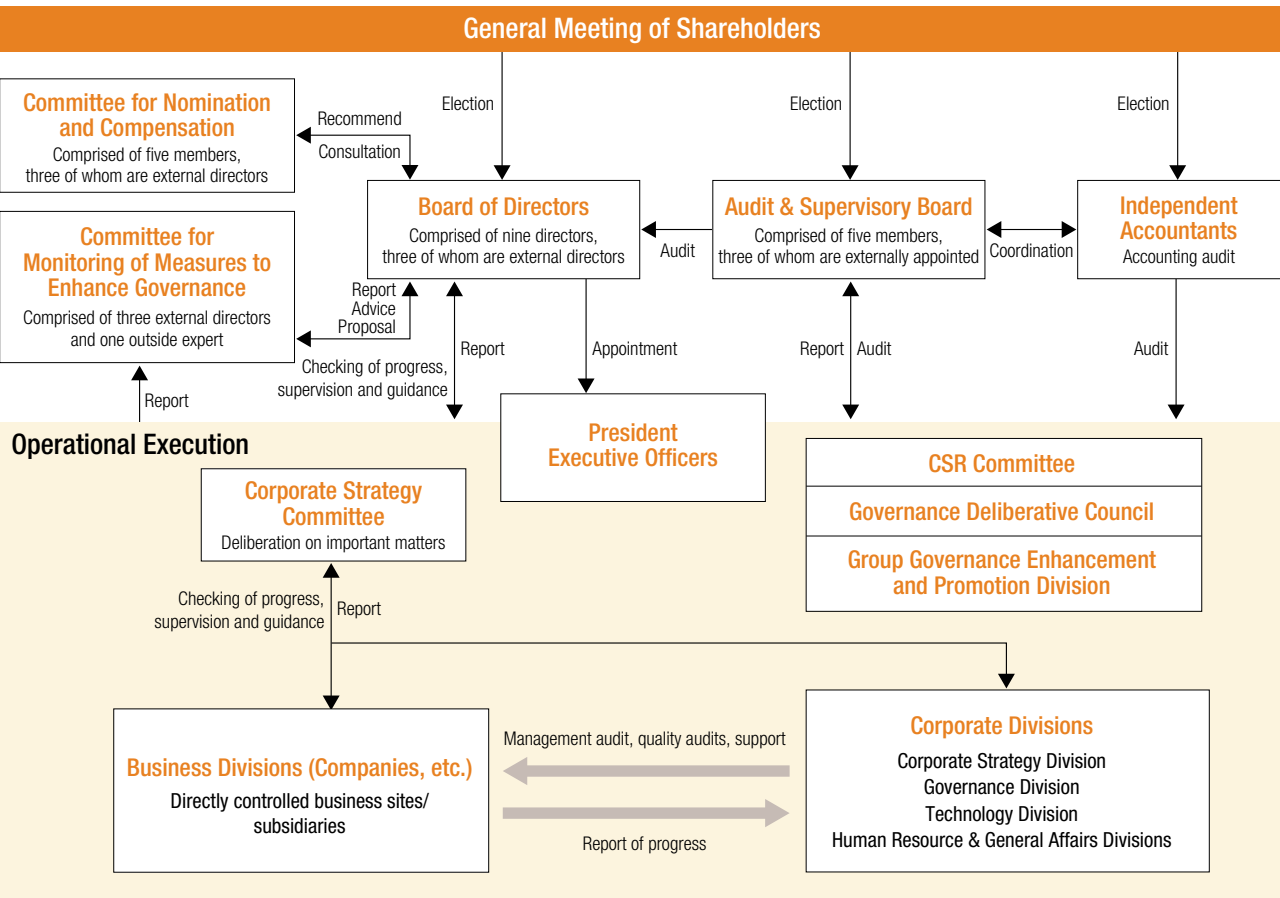 General Meeting of Shareholders
Committee for Nomination
and Compensation
Comprised of five members,
three of whom are external directors
Recommend
Consultation
Election
Election
Election
Board of Directors
Comprised of nine directors,
three of whom are external directors
Audit
Audit & Supervisory Board
Comprised of five members,
three of whom are externally appointed
Coordination
Independent
Accountants
Accounting audit
Committee for
Monitoring of Measures to
Enhance Governance
Comprised of three external directors
and one outside expert
Report
Advice
Proposal
Checking of progress,
supervision and guidance
Report
Appointment
Report
Audit
Audit
Report
Operational Execution
President
Executive Officers
Corporate Strategy
Committee
Deliberation on important matters
CSR Committee
Governance Deliberative Council
Group Governance Enhancement
and Promotion Division
Checking of progress,
supervision and guidance
Report
Business Divisions (Companies, etc.)
Directly controlled business sites/
subsidiaries
Management audit, quality audits, support
Report of progress
Corporate Divisions
Corporate Strategy Division
Governance Division
Technology Division
Human Resource & General Affairs Divisions